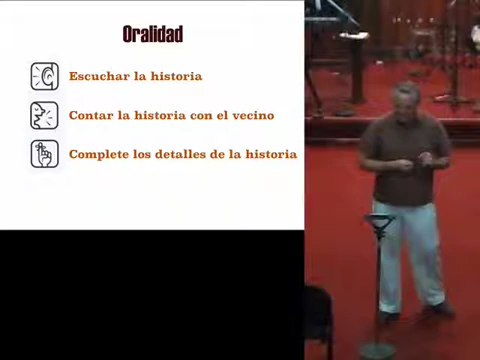 Oralidad
Escuchar la historia
Contar la historia con el vecino
Complete los detalles de la historia